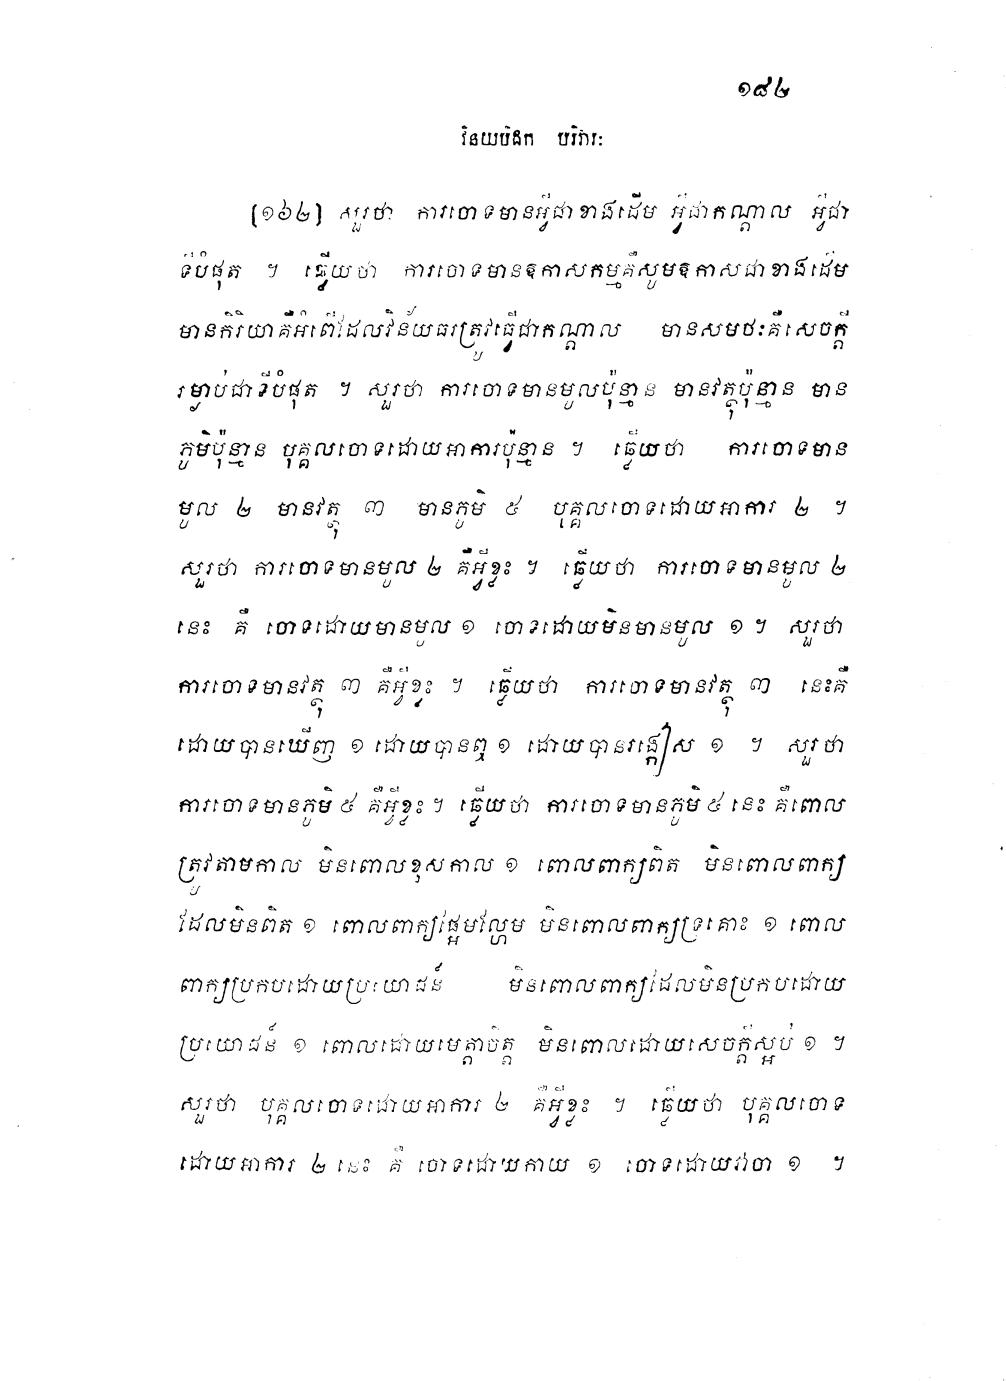 ១៨២
វិនយបិដក បរិវារៈ
[១៦២] សួរថា ការចោទមានអ្វីជាខាងដើម អ្វីជាកណ្តាល អ្វីជា
ទីបំផុត ។ ឆ្លើយថា ការចោទមានឱកាសកម្មគឺសូមឱកាសជាខាងដើម
មានកិរិយាគឺអំពើដែលវិន័យធរត្រូវធ្វើជាកណ្តាល មានសមថៈគឺសេចក្តី
រម្ងាប់ជាទីបំផុត ។ សួរថា ការចោទមានមូលប៉ុន្មាន មានវត្ថុប៉ុន្មាន មាន
ភូមិប៉ុន្មាន បុគ្គលចោទដោយអាការប៉ុន្មាន ។ ឆ្លើយថា ការចោទមាន
មូល ២ មានវត្ថុ ៣ មានភូមិ ៥ បុគ្គលចោទដោយអាការ ២ ។
សួរថា ការចោទមានមូល ២ គឺអ្វីខ្លះ ។ ឆ្លើយថា ការចោទមានមូល ២
នេះ គឺ ចោទដោយមានមូល ១ ចោទដោយមិនមានមូល ១ ។ សួរថា
ការចោទមានវត្ថុ ៣ គឺអ្វីខ្លះ ។ ឆ្លើយថា ការចោទមានវត្ថុ ៣ នេះគឺ
ដោយបានឃើញ ១ ដោយបានឮ ១ ដោយបានរង្កៀស ១ ។ សួរថា
ការចោទមានភូមិ ៥ គឺអ្វីខ្លះ ។ ឆ្លើយថា ការចោទមានភូមិ ៥ នេះ គឺពោល
ត្រូវតាមកាល មិនពោលខុសកាល ១ ពោលពាក្យពិត មិនពោលពាក្យ
ដែលមិនពិត ១ ពោលពាក្យផ្អែមល្ហែម មិនពោលពាក្យទ្រគោះ ១ ពោល
ពាក្យប្រកបដោយប្រយោជន៍ មិនពោលពាក្យដែលមិនប្រកបដោយ
ប្រយោជន៍ ១ ពោលដោយមេត្តាចិត្ត មិនពោលដោយសេចក្តីស្អប់ ១ ។
សួរថា បុគ្គលចោទដោយអាការ ២ គឺអ្វីខ្លះ ។ ឆ្លើយថា បុគ្គលចោទ
ដោយអាការ ២ នេះ គឺ ចោទដោយកាយ ១ ចោទដោយវាចា ១ ។